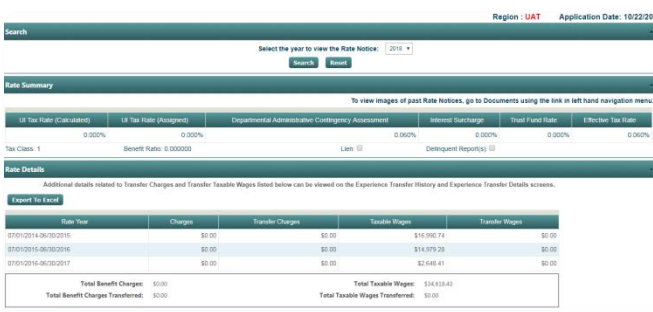 Region : UAT Application Date: 10/22/20
Search
Select the year to view the Rate Notice: 2018
Search Reset
Rate Summary
To view images of past Rate Notices, go to Documents using the link in left hand navigation menu
UI Tax Rate (Calculated) UI Tax Rate (Assigned) Departmental Administrative Contingency Assessment Interest Surcharge Trust Fund Rate Effective Tax Rate
0.000% 0.000% 0.060% 0.000% 0.000% 0.060%
Tax Class: 1 Benefit Ratio: 0.000000 Lien Delinquent Report(s):
Rate Details
Additional details related to Transfer Charges and Transfer Taxable Wages listed below can be viewed on the Experience Transfer History and Experience Transfer Details screens.
Export To Excel
Rate Year Charges Transfer Charges Taxable Wages Transfer Wages
07/01/2014-06/30/2015 $0.00 $0.00 $16,990.74 $0.00
07/01/2015-06/30/2016 $0.00 $0.00 $14,979.28 $0.00
07/01/2016-06/30/2017 $0.00 $0.00 $2,648.41 $0.00
Total Benefit Charges: $0.00 Total Taxable Wages: $34,618.43
Total Benefit Charges Transferred: $0.00 Total Taxable Wages Transferred: $0.00